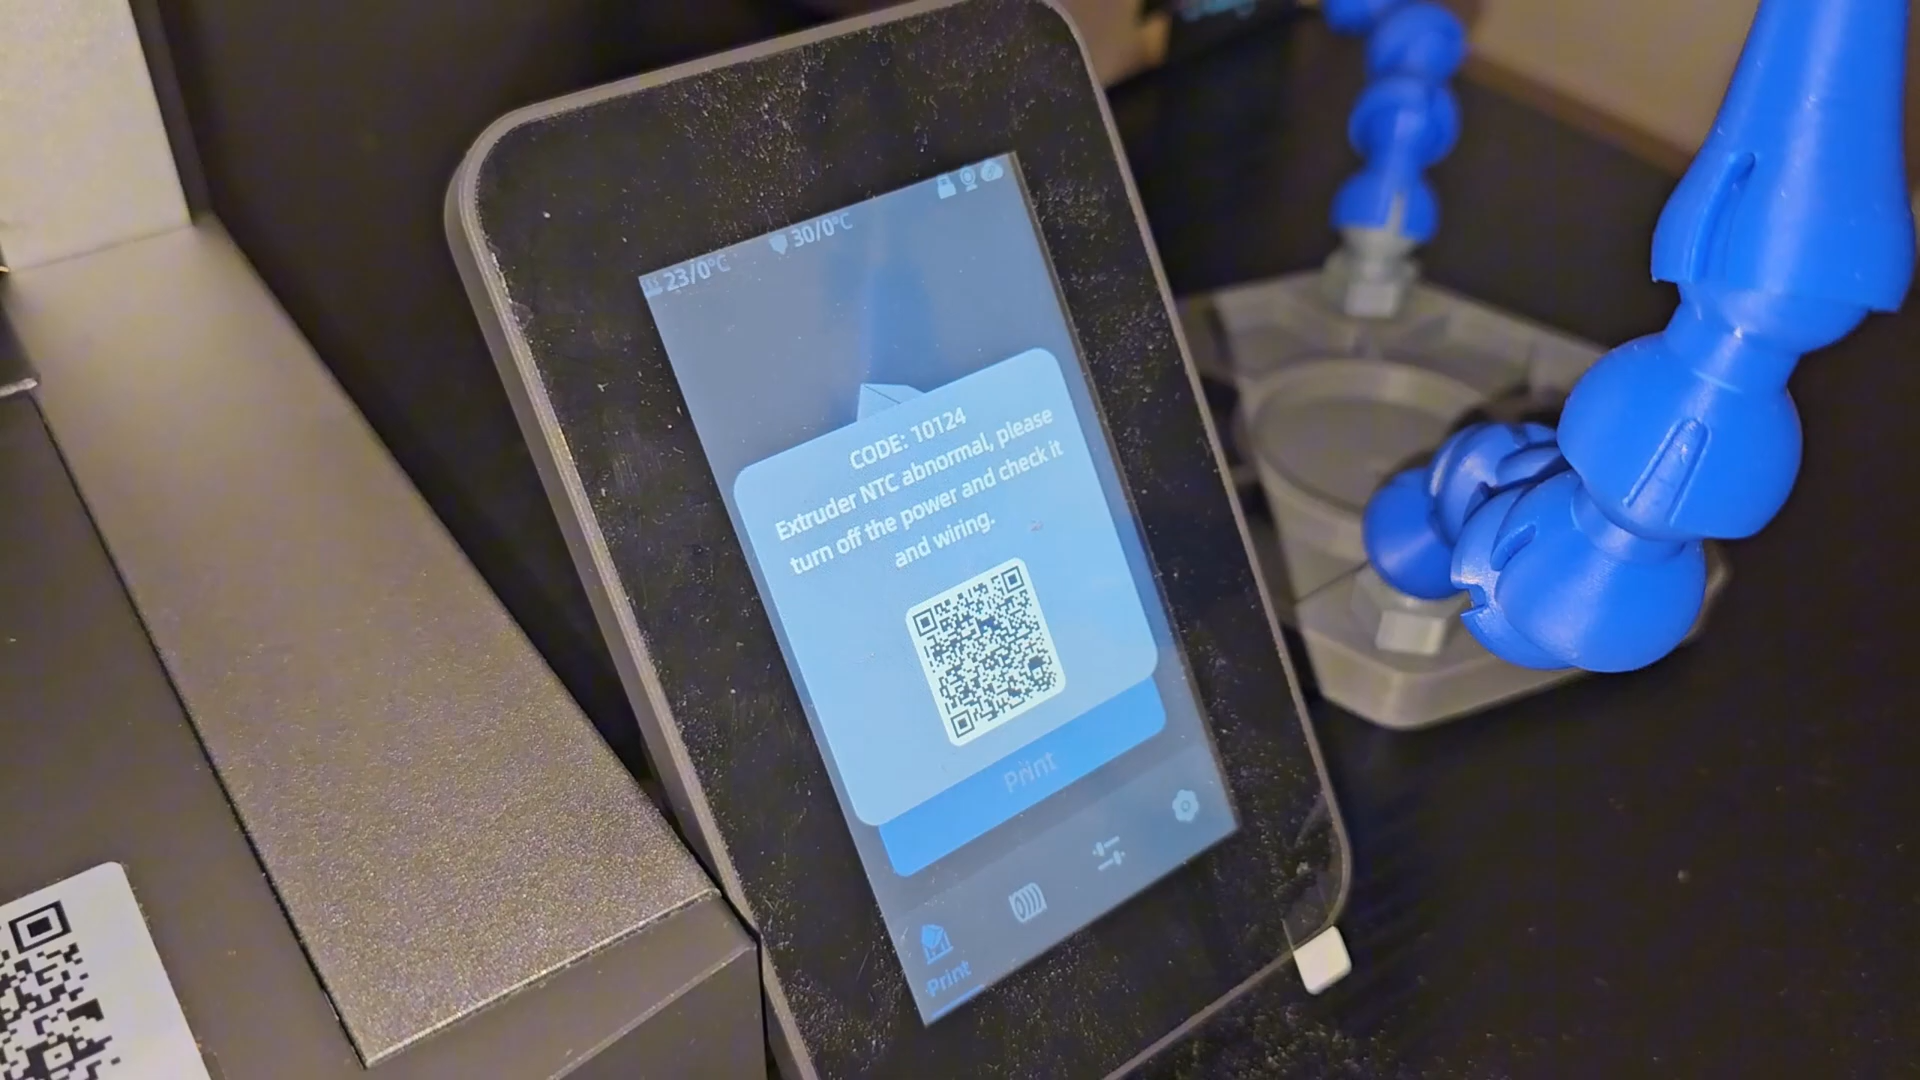 23/0°C
30/0°C
CODE: 10124
Extruder NTC abnormal, please
turn off the power and check it
and wiring.
Print
Print